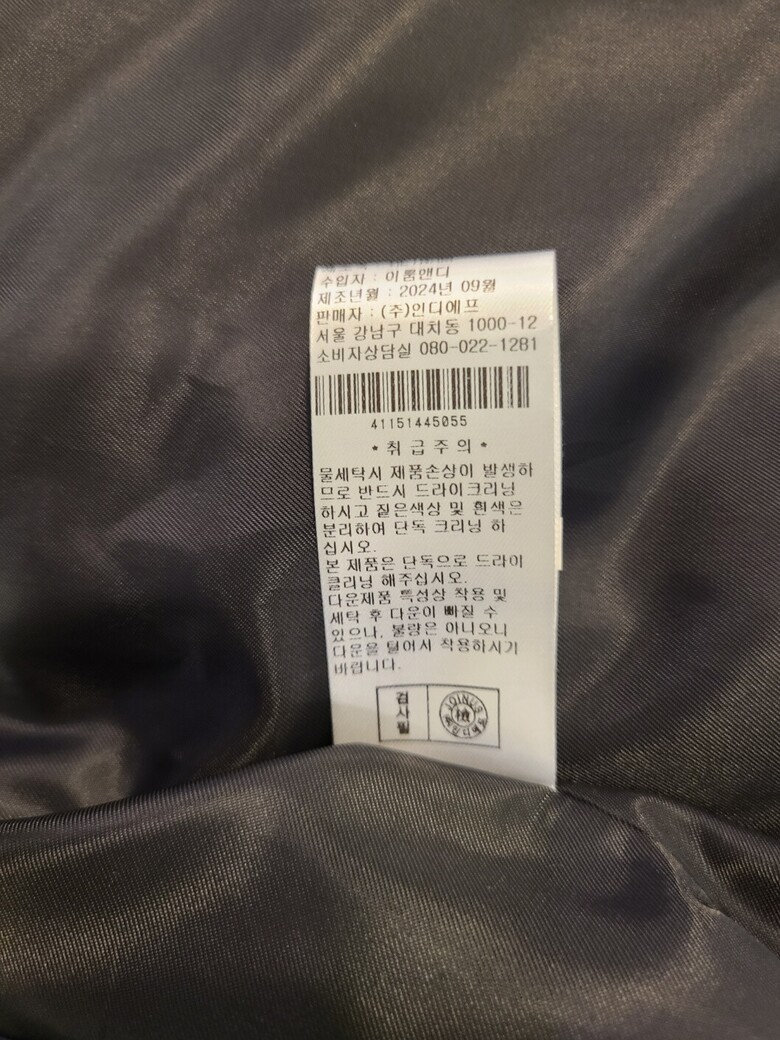 수입자 : 이룸앤디
제조년월 : 2024년 09월
판매자 : (주)인디에프
서울 강남구 대치동 1000-12
소비자상담실 080-022-1281
41151445055
*취급주의*
물세탁시 제품손상이 발생하
므로 반드시 드라이크리닝
하시고 짙은색상 및 흰색은
분리하여 단독 크리닝 하
십시오.
본 제품은 단독으로 드라이
클리닝 해주십시오.
다운제품 특성상 착용 및
세탁 후 다운이 빠질 수
있으나, 불량은 아니오니
다운을 털어서 착용하시기
바랍니다.
검사필
JOINUS